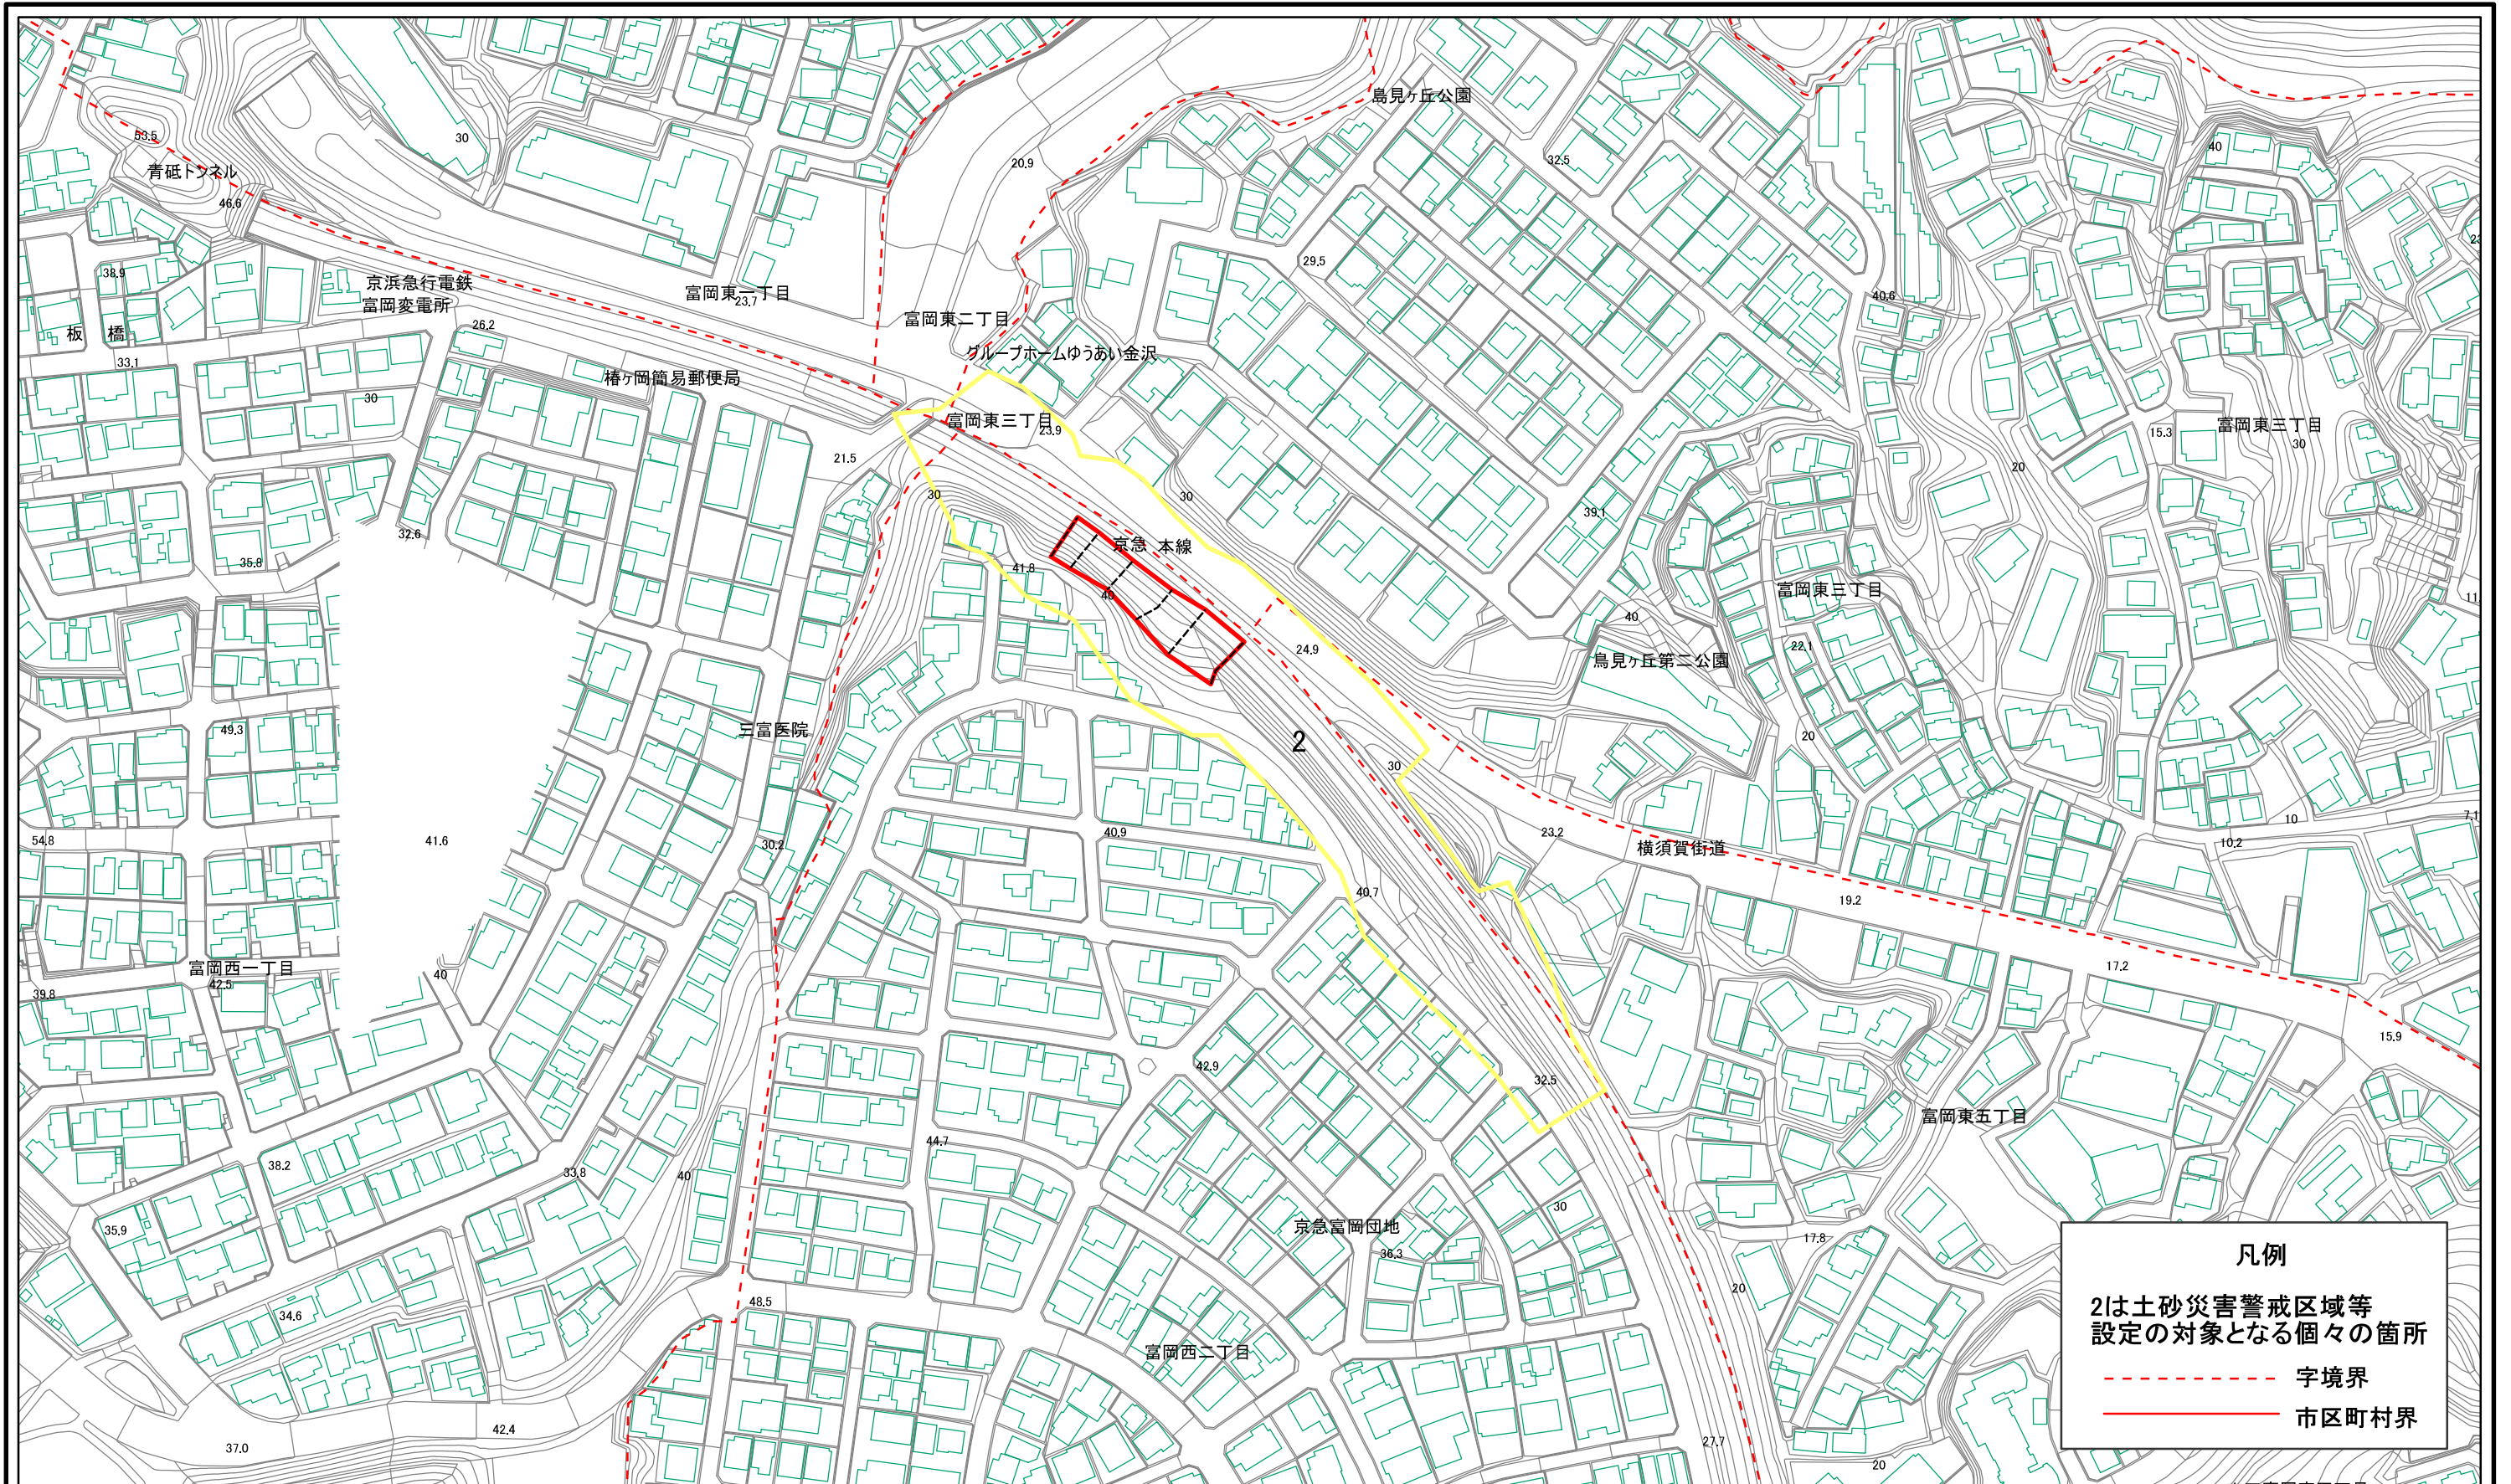 鳥見ヶ丘公園
53.5
30
32.5
40
青砥トンネル
20.9
46.6
29.5
38.9
京浜急行電鉄
富岡変電所
富岡東一丁目
23.7
富岡東二丁目
40.6
26.2
板 橋
33.1
グループホームゆうあい金沢
椿ヶ岡簡易郵便局
30
富岡東三丁目
23.9
富岡東三丁目
15.3
30
21.5
20
30
30
39.1
32.6
35.8
京急 本線
41.8
40
富岡東三丁目
40
24.9
22.1
鳥見ヶ丘第二公園
49.3
三富医院
2
20
30
54.8
41.6
30.2
40.9
23.2
横須賀街道
10
7.1
10.2
40.7
19.2
富岡西一丁目
42.5
40
39.8
17.2
15.9
42.9
32.5
富岡東五丁目
38.2
33.8
40
44.7
35.9
京急富岡団地
36.3
30
17.8
20
34.6
48.5
富岡西二丁目
42.4
37.0
27.7
20
凡例
2は土砂災害警戒区域等
設定の対象となる個々の箇所
字境界
市区町村界